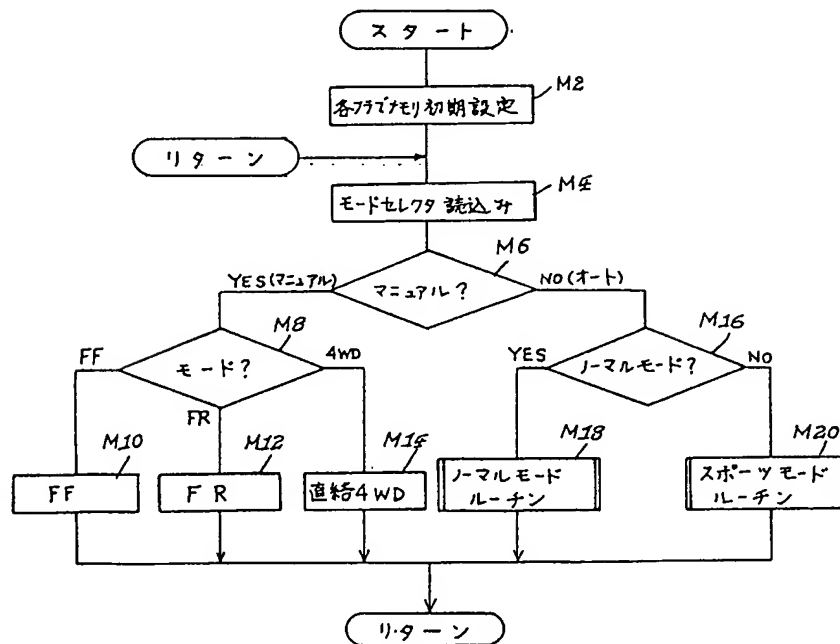 スタート
M2
各フラグメモリ初期設定
リターン
M4
モードセレクタ読込み
M6
YES(マニュアル)
マニュアル?
NO(オート)
M8
M16
FF
モード?
4WD
YES
ノーマルモード?
NO
FR
M10
M12
M14
M18
M20
FF
FR
直結4WD
ノーマルモード
ルーチン
スポーツモード
ルーチン
リターン